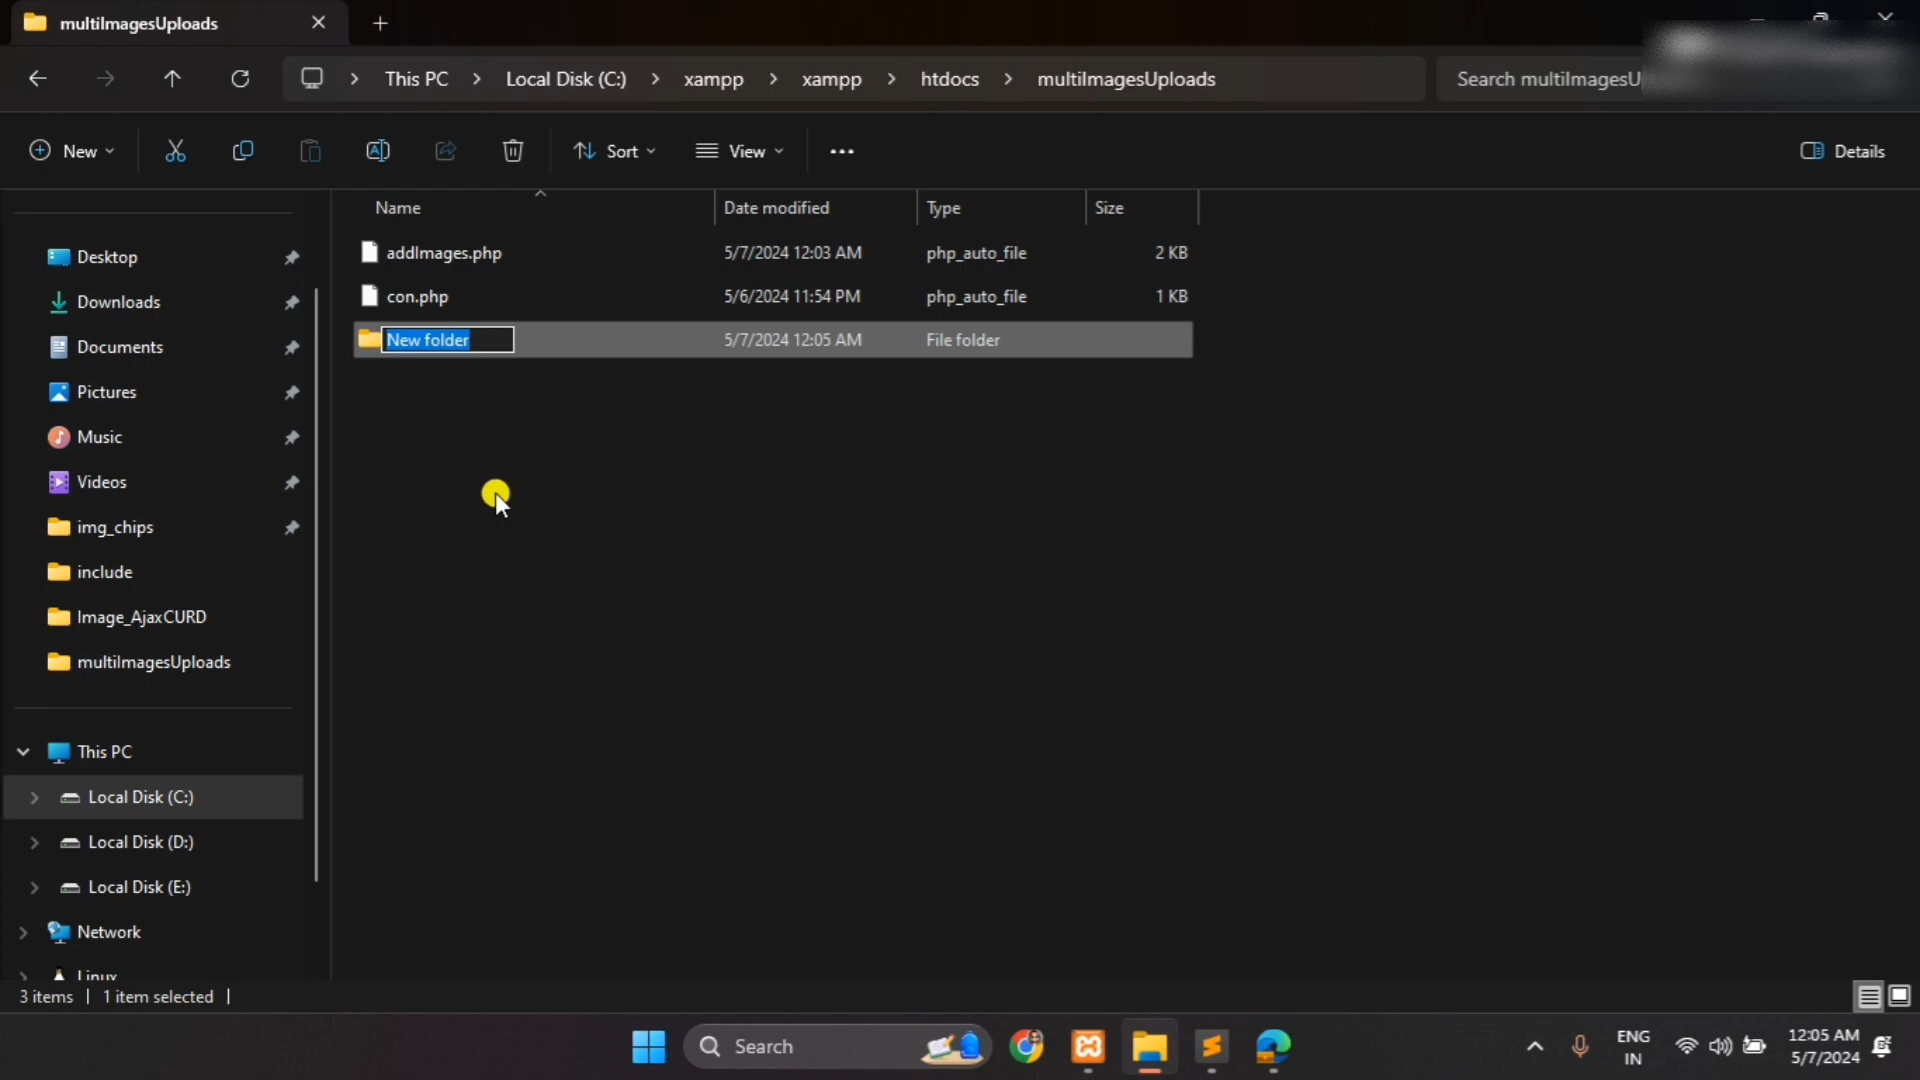 multiImagesUploads
This PC
Local Disk (C:)
xampp
xampp
htdocs
multiImagesUploads
Search multiImagesU
New
Sort
View
Details
Name
Date modified
Type
Size
addImages.php
5/7/2024 12:03 AM
php_auto_file
2 KB
con.php
5/6/2024 11:54 PM
php_auto_file
1 KB
New folder
5/7/2024 12:05 AM
File folder
Desktop
Downloads
Documents
Pictures
Music
Videos
img_chips
include
Image_AjaxCURD
multiImagesUploads
This PC
Local Disk (C:)
Local Disk (D:)
Local Disk (E:)
Network
Linux
3 items
1 item selected
Search
ENG
IN
12:05 AM
5/7/2024